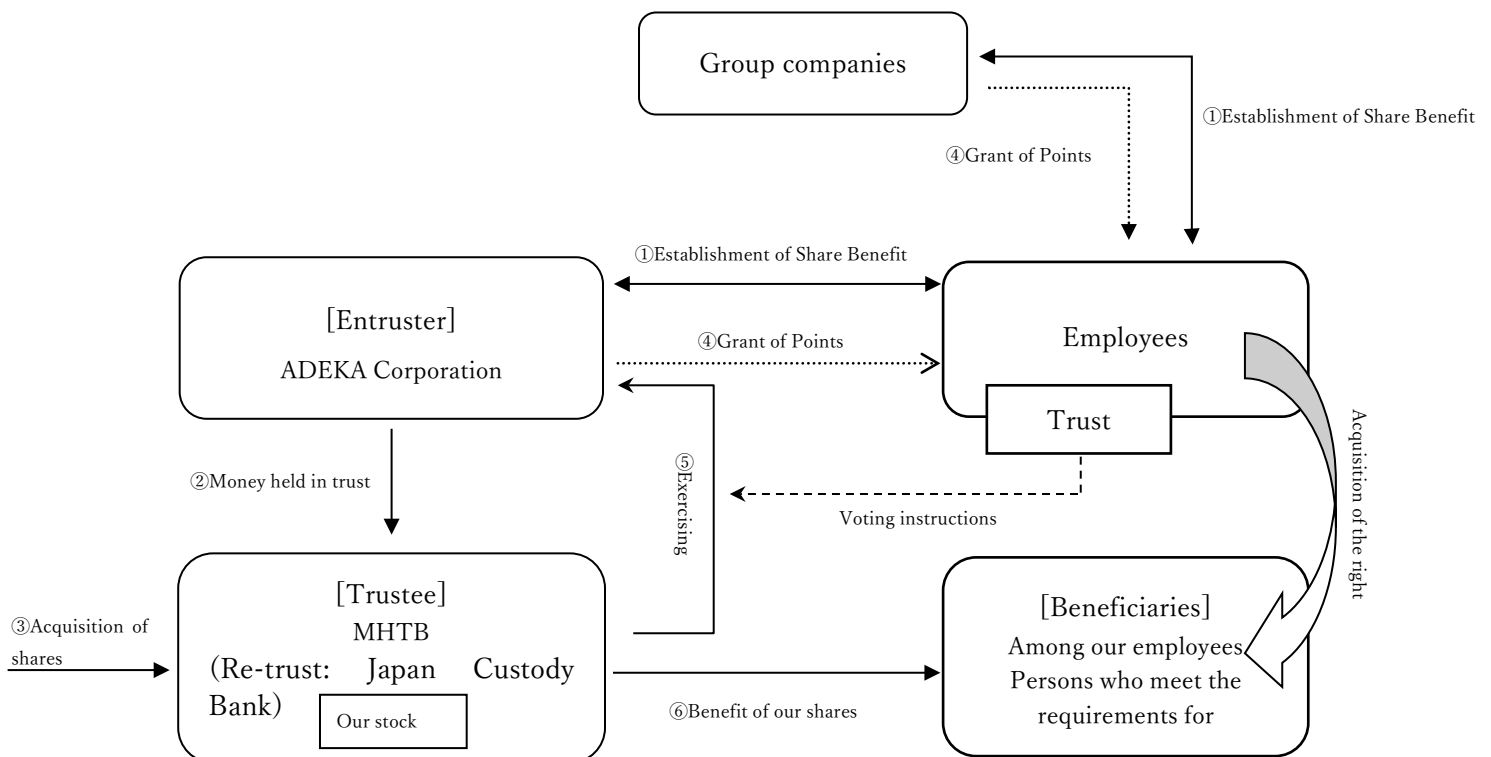 Group companies
①Establishment of Share Benefit
④Grant of Points
①Establishment of Share Benefit
[Entruster]
ADEKA Corporation
④Grant of Points
Employees
Trust
Acquisition of the right
②Money held in trust
⑤Exercising
Voting instructions
[Trustee]
MHTB
(Re-trust: Japan Custody
Bank)
Our stock
③Acquisition of
shares
⑥Benefit of our shares
[Beneficiaries]
Among our employees,
Persons who meet the
requirements for